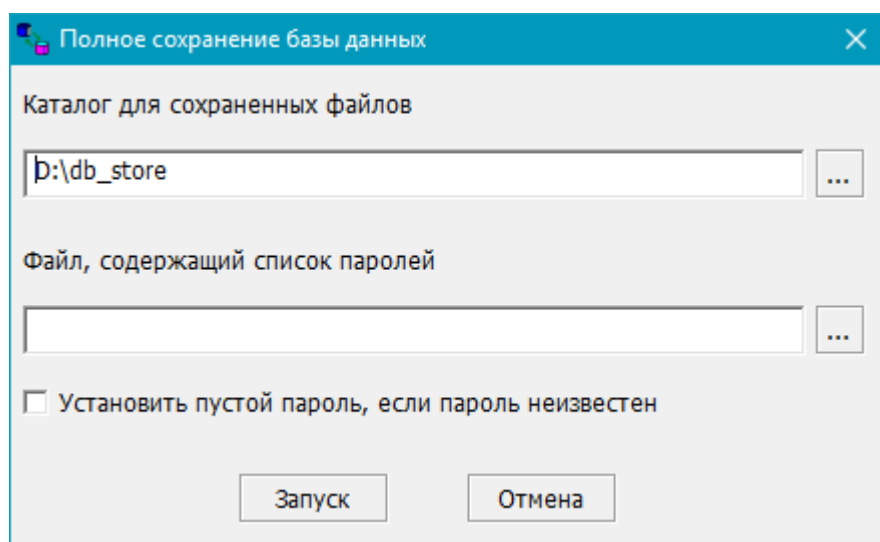 Полное сохранение базы данных
Каталог для сохраненных файлов
D:\db_store
...
Файл, содержащий список паролей
...
Установить пустой пароль, если пароль неизвестен
Запуск Отмена